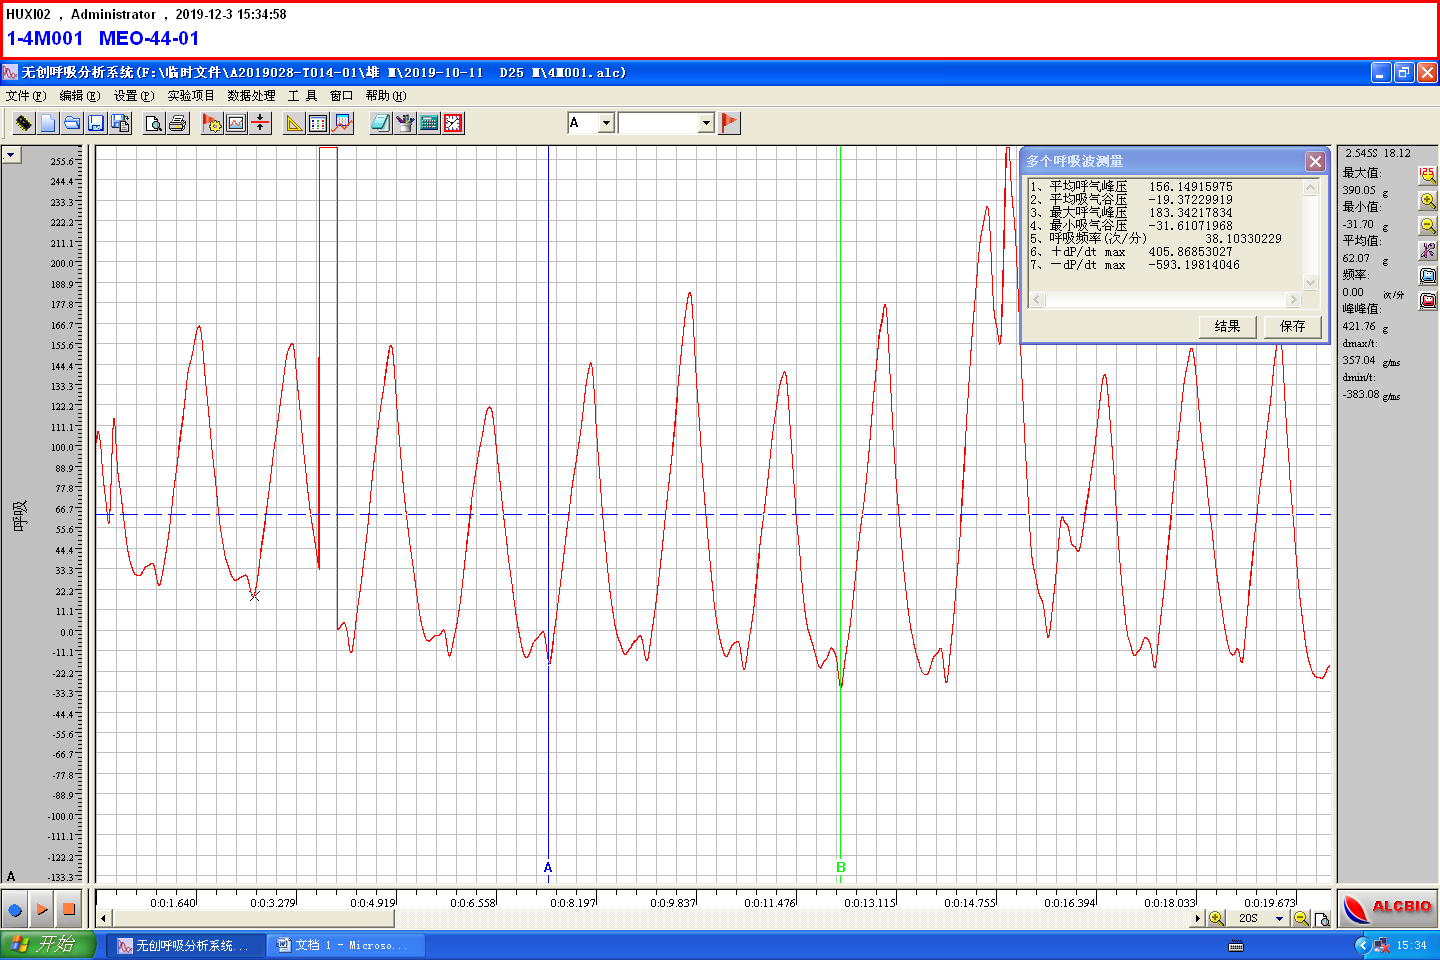 HUXI02 , Administrator , 2019-12-3 15:34:58
1-4M001 MEO-44-01
无创呼吸分析系统(F:\临时文件\A2019028-T014-01\雄 M\2019-10-11 D25 M\4M001.alc)
文件(F) 编辑(E) 设置(P) 实验项目 数据处理 工 具 窗口 帮助(H)
A
255.6
244.4
233.3
222.2
211.1
200.0
188.9
177.8
166.7
155.6
144.4
133.3
122.2
111.1
100.0
88.9
77.8
66.7
55.6
44.4
33.3
22.2
11.1
0.0
-11.1
-22.2
-33.3
-44.4
-55.6
-66.7
-77.8
-88.9
-100.0
-111.1
-122.2
-133.3
呼吸
A
A
B
多个呼吸波测量
1、平均呼气峰压 156.14915975
2、平均吸气谷压 -19.37229919
3、最大呼气峰压 183.34217834
4、最小吸气谷压 -31.61071968
5、呼吸频率(次/分) 38.10330229
6、＋dP/dt max 405.86853027
7、－dP/dt max -593.19814046
结果 保存
2.545S 18.12
最大值:
390.05 g
最小值:
-31.70 g
平均值:
62.07 g
频率:
0.00 次/分
峰峰值:
421.76 g
dmax/t:
357.04 g/ms
dmin/t:
-383.08 g/ms
125
0:0:1.640 0:0:3.279 0:0:4.919 0:0:6.558 0:0:8.197 0:0:9.837 0:0:11.476 0:0:13.115 0:0:14.755 0:0:16.394 0:0:18.033 0:0:19.673
20S
ALCBIO
开始 无创呼吸分析系统... 文档 1 - Microso... 15:34